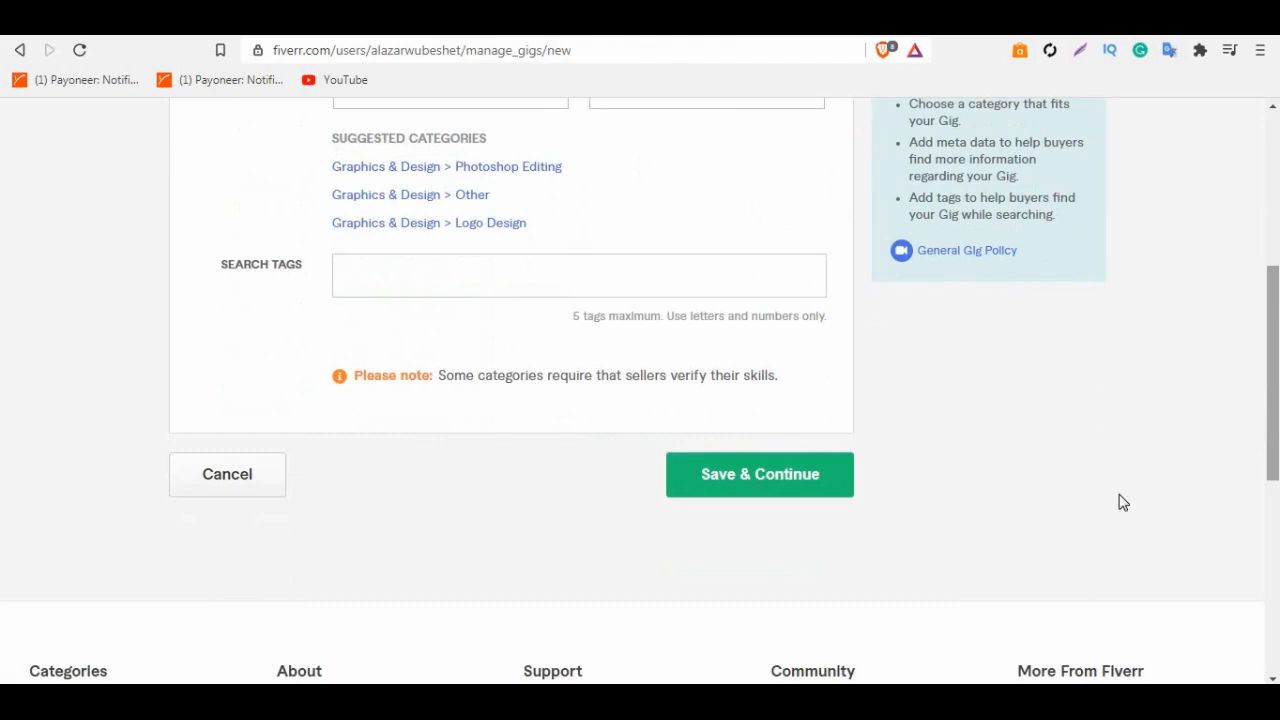 fiverr.com/users/alazarwubeshet/manage_gigs/new
8
IQ
(1) Payoneer: Notifi...
(1) Payoneer: Notifi...
YouTube
Choose a category that fits
your Gig.
Add meta data to help buyers
find more information
regarding your Gig.
Add tags to help buyers find
your Gig while searching.
General Gig Policy
SUGGESTED CATEGORIES
Graphics & Design > Photoshop Editing
Graphics & Design > Other
Graphics & Design > Logo Design
SEARCH TAGS
5 tags maximum. Use letters and numbers only.
Please note: Some categories require that sellers verify their skills.
Cancel
Save & Continue
Categories
About
Support
Community
More From Fiverr